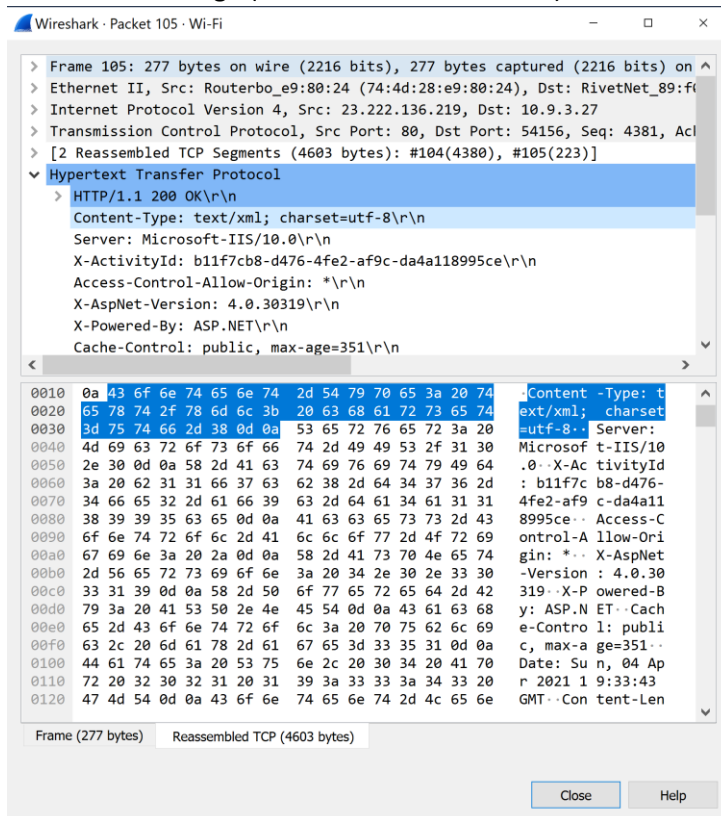 Wireshark · Packet 105 · Wi-Fi
> Frame 105: 277 bytes on wire (2216 bits), 277 bytes captured (2216 bits) on
> Ethernet II, Src: Routerbo_e9:80:24 (74:4d:28:e9:80:24), Dst: RivetNet_89:f
> Internet Protocol Version 4, Src: 23.222.136.219, Dst: 10.9.3.27
> Transmission Control Protocol, Src Port: 80, Dst Port: 54156, Seq: 4381, Ac
> [2 Reassembled TCP Segments (4603 bytes): #104(4380), #105(223)]
Hypertext Transfer Protocol
> HTTP/1.1 200 OK\r\n
Content-Type: text/xml; charset=utf-8\r\n
Server: Microsoft-IIS/10.0\r\n
X-ActivityId: b11f7cb8-d476-4fe2-af9c-da4a118995ce\r\n
Access-Control-Allow-Origin: *\r\n
X-AspNet-Version: 4.0.30319\r\n
X-Powered-By: ASP.NET\r\n
Cache-Control: public, max-age=351\r\n
0010 0a 43 6f 6e 74 65 6e 74 2d 54 79 70 65 3a 20 74 ·Content -Type: t
0020 65 78 74 2f 78 6d 6c 3b 20 63 68 61 72 73 65 74 ext/xml; charset
0030 3d 75 74 66 2d 38 0d 0a 53 65 72 76 65 72 3a 20 =utf-8·· Server:
0040 4d 69 63 72 6f 73 6f 66 74 2d 49 49 53 2f 31 30 Microsof t-IIS/10
0050 2e 30 0d 0a 58 2d 41 63 74 69 76 69 74 79 49 64 .0··X-Ac tivityId
0060 3a 20 62 31 31 66 37 63 62 38 2d 64 34 37 36 2d : b11f7c b8-d476-
0070 34 66 65 32 2d 61 66 39 63 2d 64 61 34 61 31 31 4fe2-af9 c-da4a11
0080 38 39 39 35 63 65 0d 0a 41 63 63 65 73 73 2d 43 8995ce·· Access-C
0090 6f 6e 74 72 6f 6c 2d 41 6c 6c 6f 77 2d 4f 72 69 ontrol-A llow-Ori
00a0 67 69 6e 3a 20 2a 0d 0a 58 2d 41 73 70 4e 65 74 gin: *·· X-AspNet
00b0 2d 56 65 72 73 69 6f 6e 3a 20 34 2e 30 2e 33 30 -Version : 4.0.30
00c0 33 31 39 0d 0a 58 2d 50 6f 77 65 72 65 64 2d 42 319··X-P owered-B
00d0 79 3a 20 41 53 50 2e 4e 45 54 0d 0a 43 61 63 68 y: ASP.N ET··Cach
00e0 65 2d 43 6f 6e 74 72 6f 6c 3a 20 70 75 62 6c 69 e-Contro l: publi
00f0 63 2c 20 6d 61 78 2d 61 67 65 3d 33 35 31 0d 0a c, max-a ge=351··
0100 44 61 74 65 3a 20 53 75 6e 2c 20 30 34 20 41 70 Date: Su n, 04 Ap
0110 72 20 32 30 32 31 20 31 39 3a 33 33 3a 34 33 20 r 2021 1 9:33:43
0120 47 4d 54 0d 0a 43 6f 6e 74 65 6e 74 2d 4c 65 6e GMT··Con tent-Len
Frame (277 bytes) Reassembled TCP (4603 bytes)
Close Help